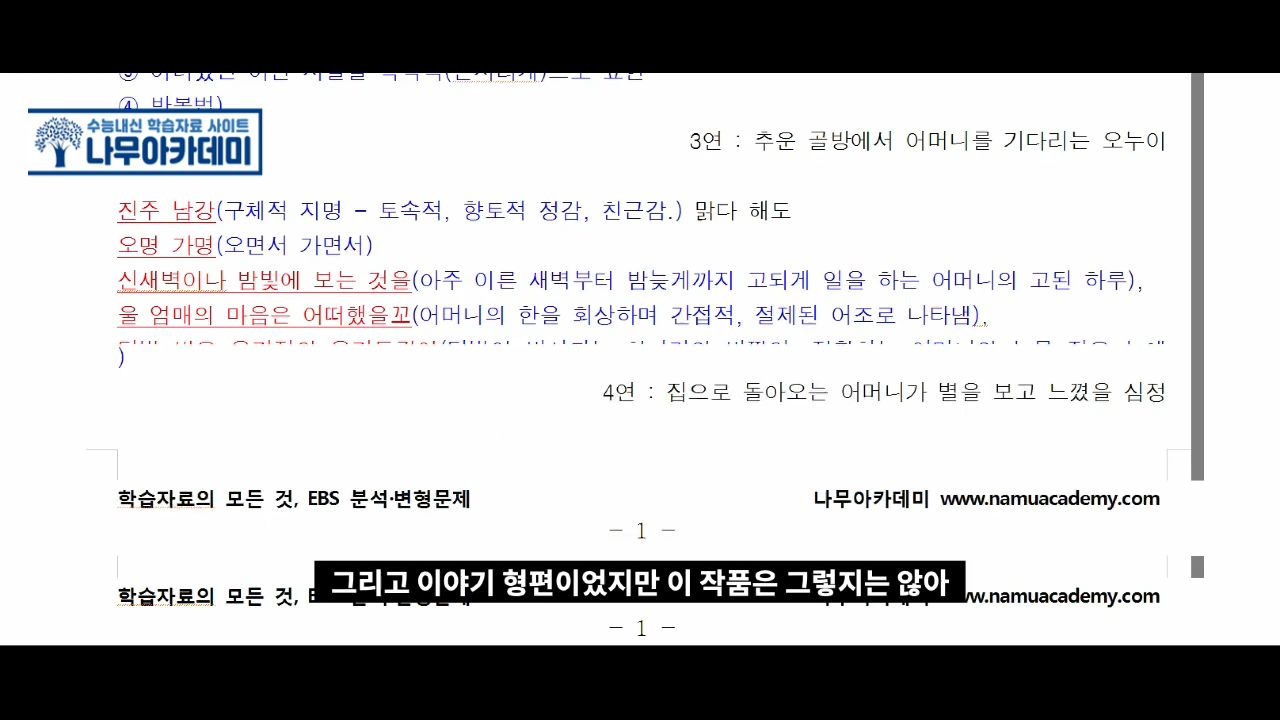 ④ 반복법)
수능내신 학습자료 사이트
나무아카데미
3연 : 추운 골방에서 어머니를 기다리는 오누이
진주 남강(구체적 지명 - 토속적, 향토적 정감, 친근감.) 맑다 해도
오명 가명(오면서 가면서)
신새벽이나 밤빛에 보는 것을(아주 이른 새벽부터 밤늦게까지 고되게 일을 하는 어머니의 고된 하루),
울 엄매의 마음은 어떠했을꼬(어머니의 한을 회상하며 간접적, 절제된 어조로 나타냄),
)
4연 : 집으로 돌아오는 어머니가 별을 보고 느꼈을 심정
학습자료의 모든 것, EBS 분석·변형문제
나무아카데미 www.namuacademy.com
- 1 -
그리고 이야기 형편이었지만 이 작품은 그렇지는 않아
학습자료의 모든 것,
www.namuacademy.com
- 1 -